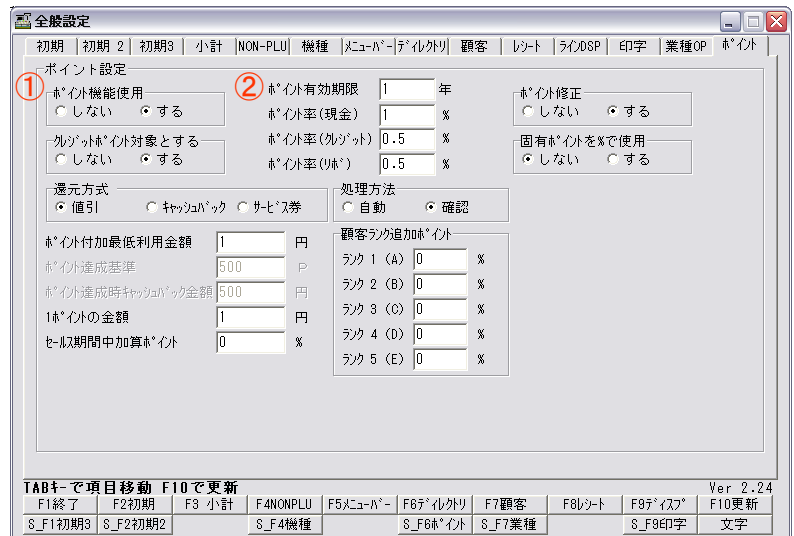 全般設定
初期 初期 2 初期3 小計 NON-PLU 機種 ﾒﾆｭｰﾊﾞｰ ﾃﾞｨﾚｸﾄﾘ 顧客 ﾚｼｰﾄ ﾗｲﾝDSP 印字 業種OP ﾎﾟｲﾝﾄ
ポイント設定
①
ﾎﾟｲﾝﾄ機能使用
しない する
ｸﾚｼﾞｯﾄﾎﾟｲﾝﾄ対象とする
しない する
②
ﾎﾟｲﾝﾄ有効期限 1 年
ﾎﾟｲﾝﾄ率(現金) 1 %
ﾎﾟｲﾝﾄ率(ｸﾚｼﾞｯﾄ) 0.5 %
ﾎﾟｲﾝﾄ率(ﾘﾎﾞ) 0.5 %
ﾎﾟｲﾝﾄ修正
しない する
固有ﾎﾟｲﾝﾄを%で使用
しない する
還元方式
値引 ｷｬｯｼｭﾊﾞｯｸ ｻｰﾋﾞｽ券
処理方法
自動 確認
ﾎﾟｲﾝﾄ付加最低利用金額 1 円
ﾎﾟｲﾝﾄ達成基準 500 P
ﾎﾟｲﾝﾄ達成時ｷｬｯｼｭﾊﾞｯｸ金額 500 円
1ﾎﾟｲﾝﾄの金額 1 円
ｾｰﾙｽ期間中加算ﾎﾟｲﾝﾄ 0 %
顧客ﾗﾝｸ追加ﾎﾟｲﾝﾄ
ﾗﾝｸ 1 (A) 0 %
ﾗﾝｸ 2 (B) 0 %
ﾗﾝｸ 3 (C) 0 %
ﾗﾝｸ 4 (D) 0 %
ﾗﾝｸ 5 (E) 0 %
TABｷｰで項目移動 F10で更新 Ver 2.24
F1終了 F2初期 F3 小計 F4NONPLU F5ﾒﾆｭｰﾊﾞｰ F6ﾃﾞｨﾚｸﾄﾘ F7顧客 F8ﾚｼｰﾄ F9ﾃﾞｨｽﾌﾟ F10更新
S_F1初期3 S_F2初期2 S_F4機種 S_F6ﾎﾟｲﾝﾄ S_F7業種 S_F9印字 文字